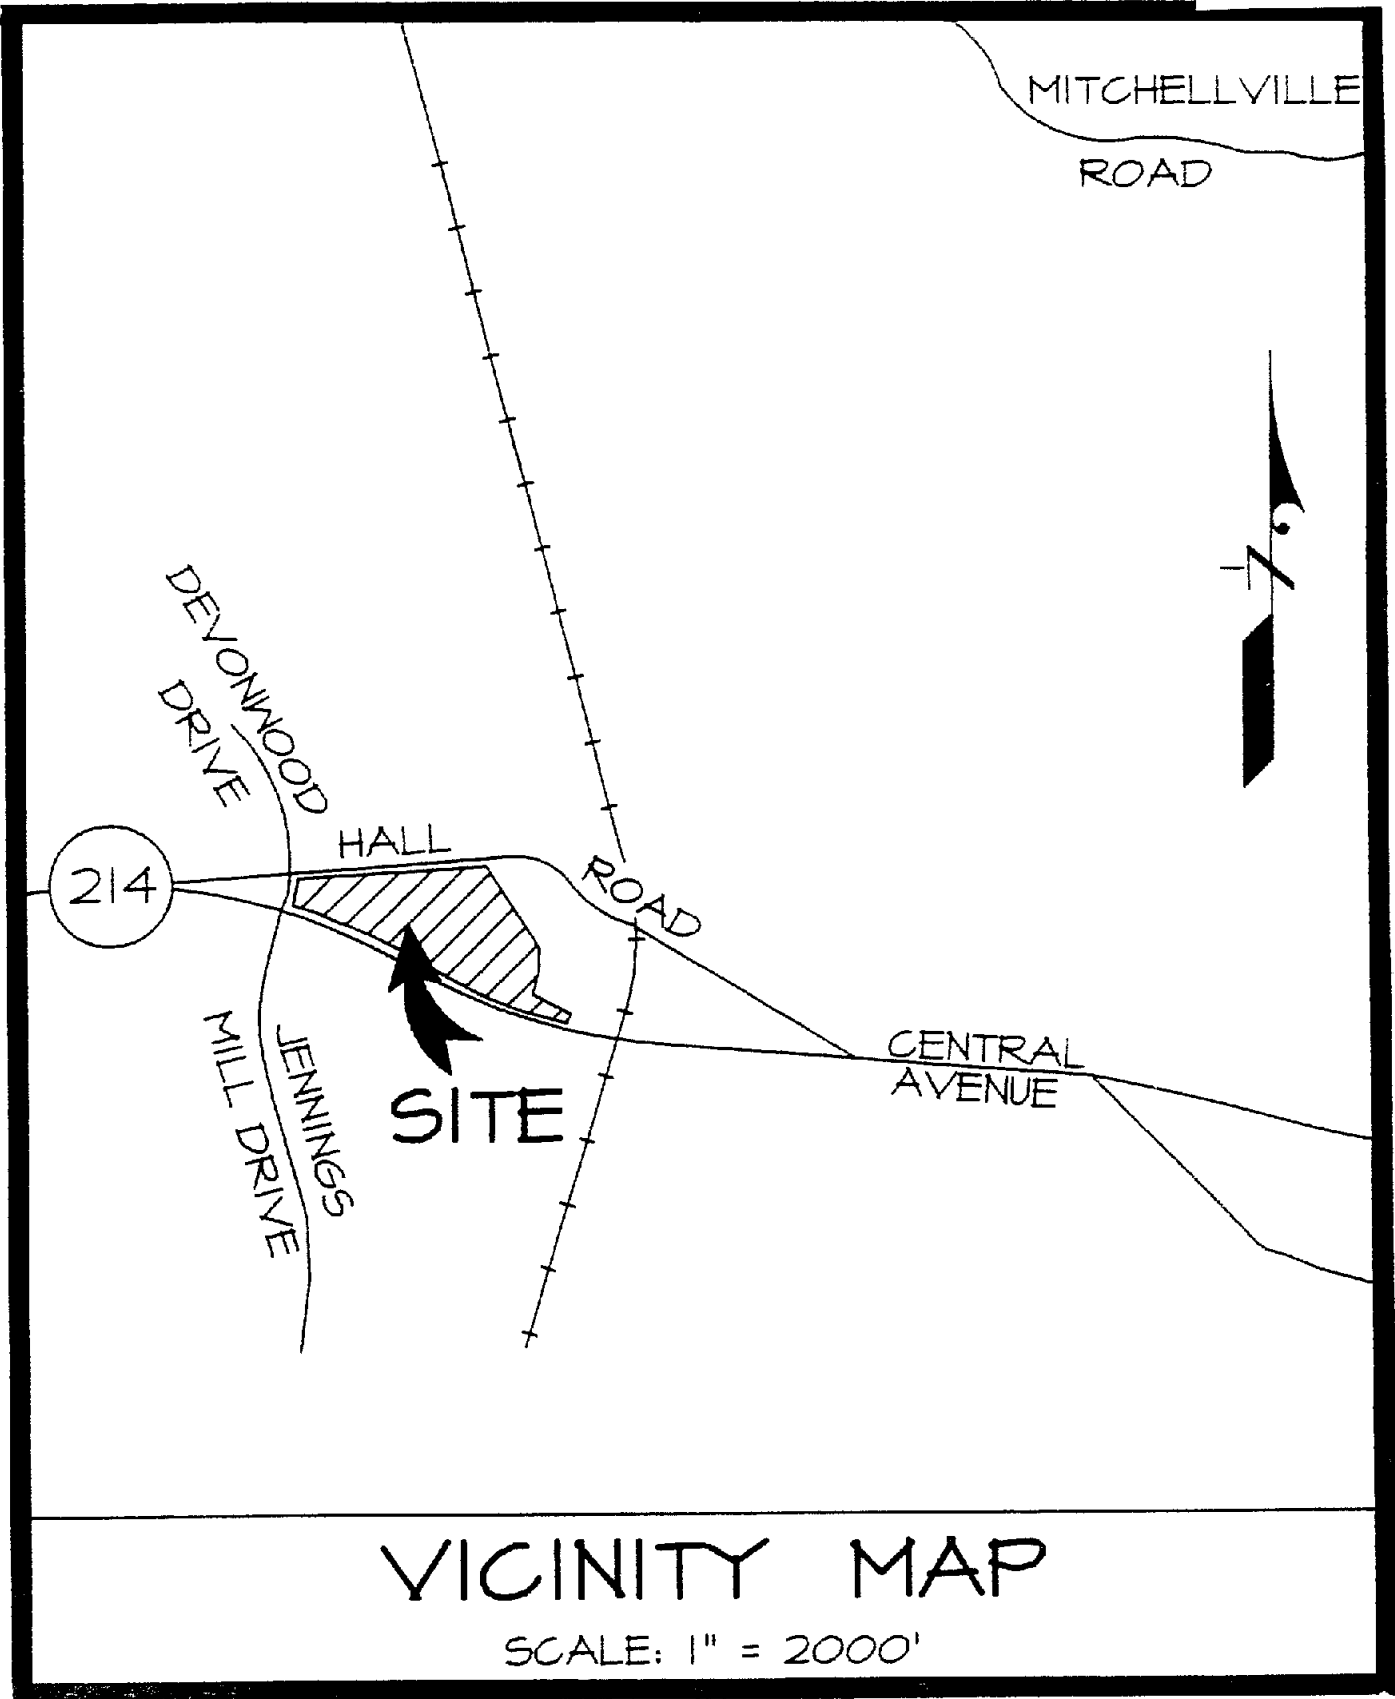 MITCHELLVILLE
ROAD
DEVONWOOD
DRIVE
HALL
ROAD
214
CENTRAL
AVENUE
JENNINGS
MILL DRIVE
SITE
VICINITY MAP
SCALE: 1" = 2000'